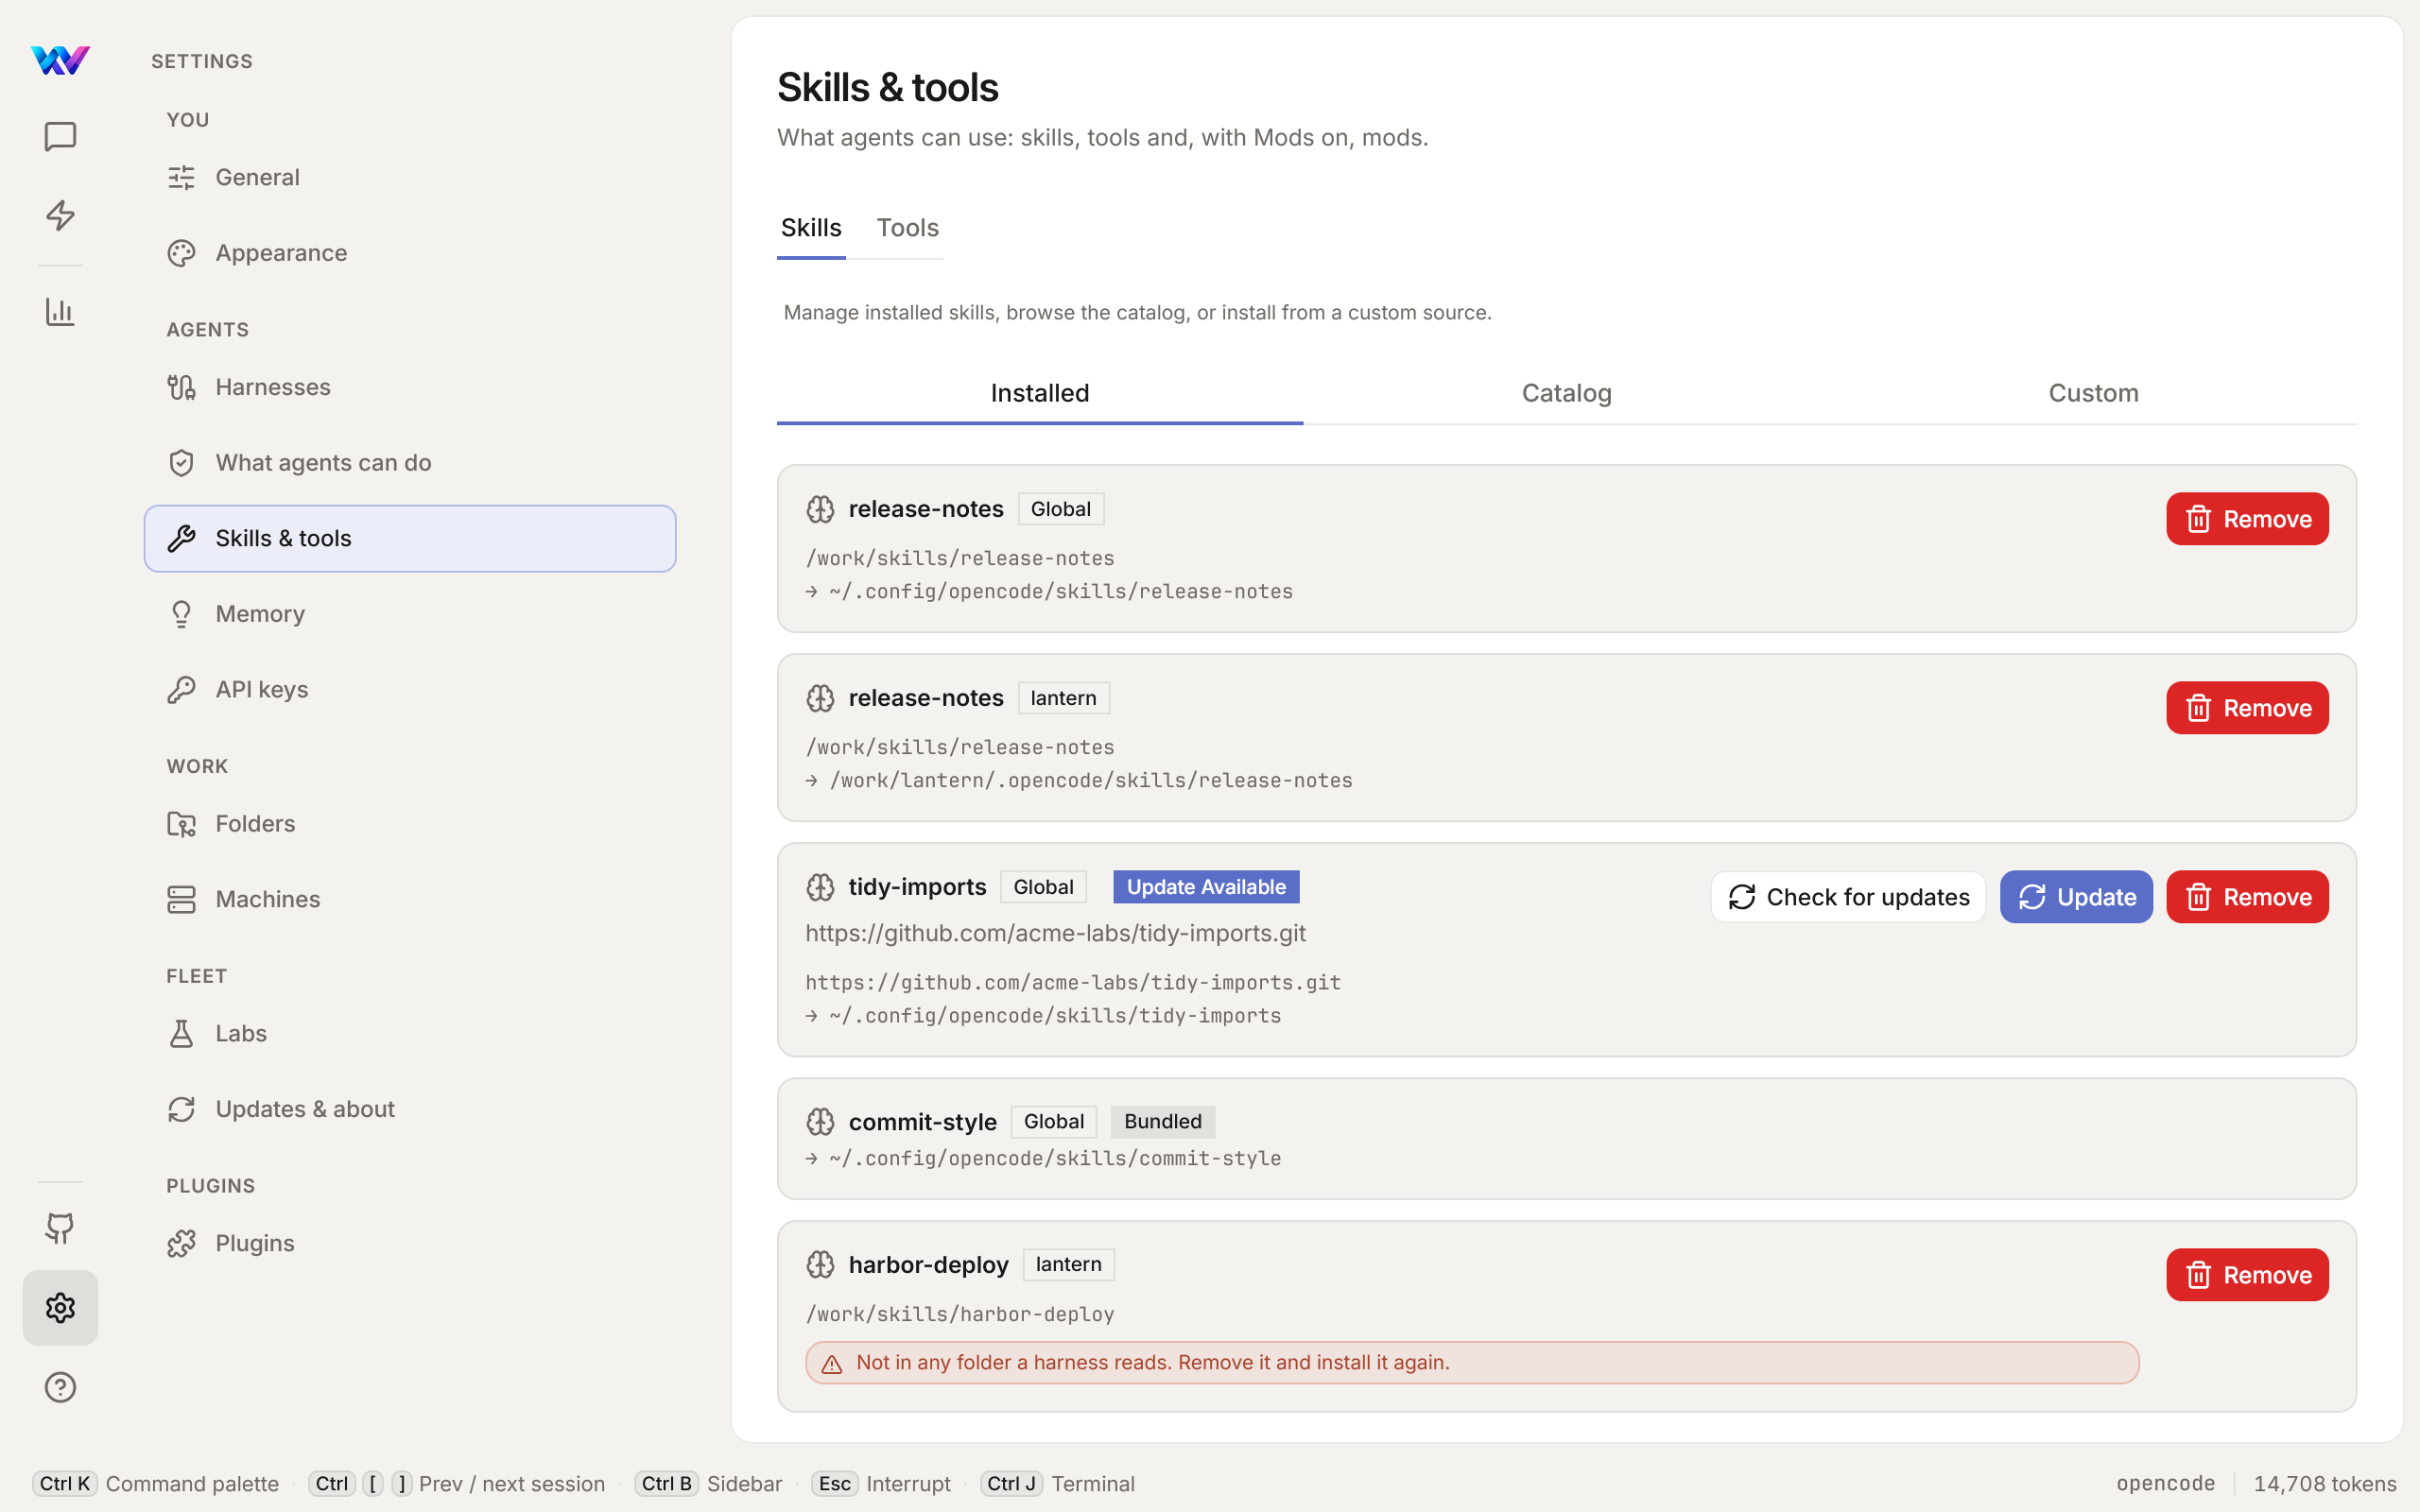 SETTINGS
YOU
General
Appearance
AGENTS
Harnesses
What agents can do
Skills & tools
Memory
API keys
WORK
Folders
Machines
FLEET
Labs
Updates & about
PLUGINS
Plugins
Skills & tools
What agents can use: skills, tools and, with Mods on, mods.
Skills Tools
Manage installed skills, browse the catalog, or install from a custom source.
Installed Catalog Custom
release-notes Global Remove
/work/skills/release-notes
→ ~/.config/opencode/skills/release-notes
release-notes lantern Remove
/work/skills/release-notes
→ /work/lantern/.opencode/skills/release-notes
tidy-imports Global Update Available Check for updates Update Remove
https://github.com/acme-labs/tidy-imports.git
https://github.com/acme-labs/tidy-imports.git
→ ~/.config/opencode/skills/tidy-imports
commit-style Global Bundled
→ ~/.config/opencode/skills/commit-style
harbor-deploy lantern Remove
/work/skills/harbor-deploy
Not in any folder a harness reads. Remove it and install it again.
Ctrl K Command palette · Ctrl [ ] Prev / next session · Ctrl B Sidebar · Esc Interrupt · Ctrl J Terminal opencode 14,708 tokens